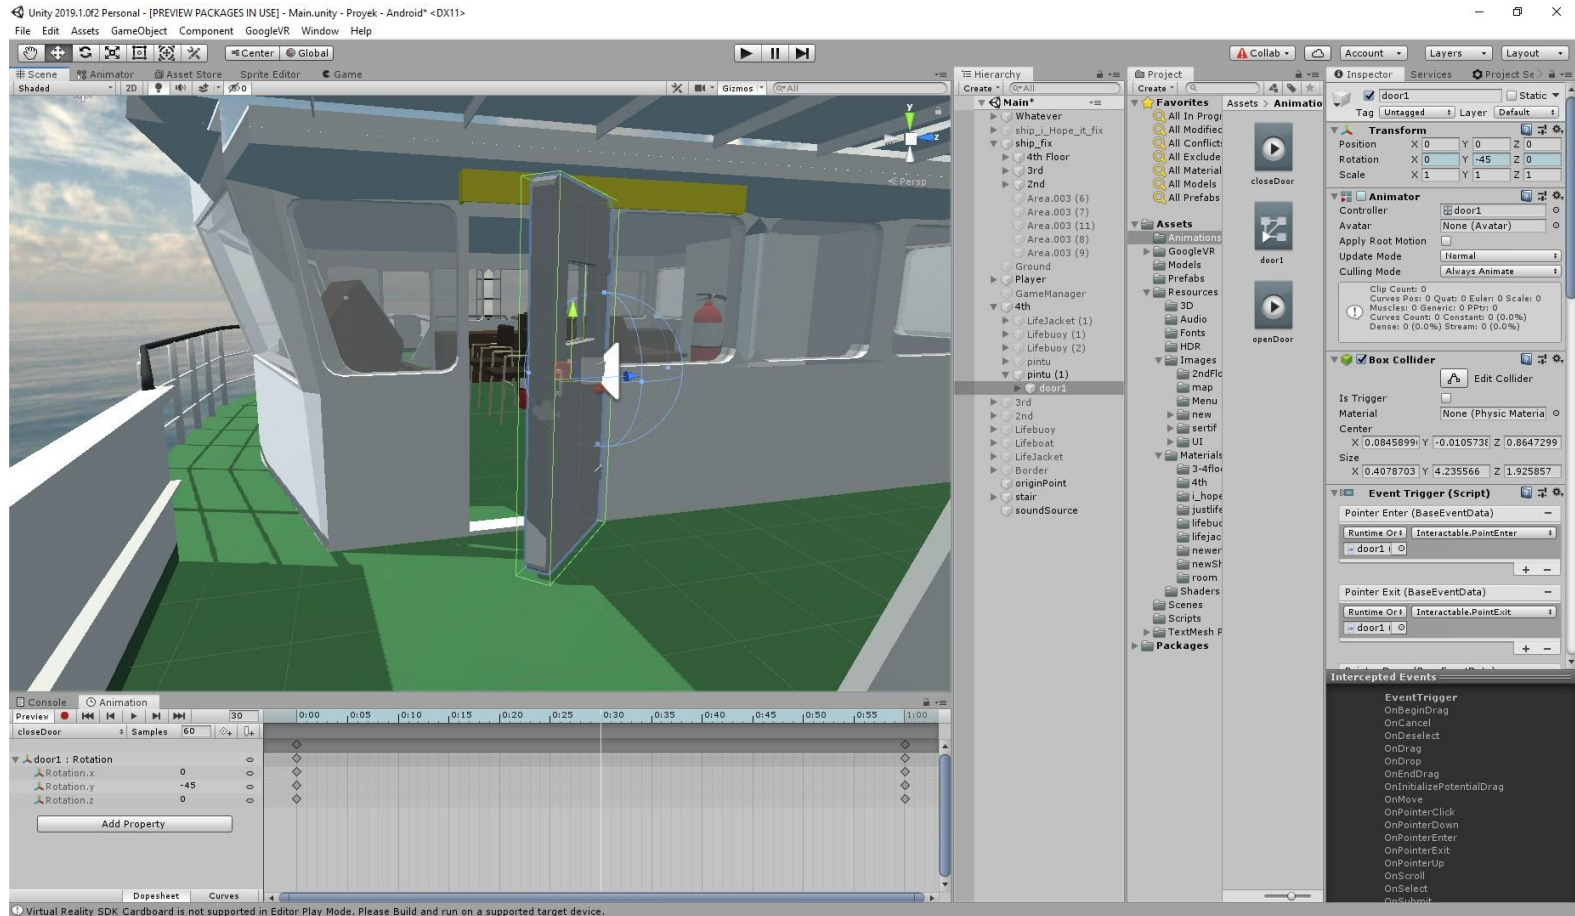 Unity 2019.1.0f2 Personal - [PREVIEW PACKAGES IN USE] - Main.unity - Proyek - Android* <DX11>
File Edit Assets GameObject Component GoogleVR Window Help
Center Global
Collab Account Layers Layout
Scene Animator Asset Store Sprite Editor Game
Shaded 2D 0 Gizmos All
y
z
Persp
Console Animation
Preview 30
0:00 0:05 0:10 0:15 0:20 0:25 0:30 0:35 0:40 0:45 0:50 0:55 1:00
closeDoor Samples 60
door1 : Rotation
Rotation.x 0
Rotation.y -45
Rotation.z 0
Add Property
Dopesheet Curves
Hierarchy
Create All
Main*
Whatever
ship_i_Hope_it_fix
ship_fix
4th Floor
3rd
2nd
Area.003 (6)
Area.003 (7)
Area.003 (11)
Area.003 (8)
Area.003 (9)
Ground
Player
GameManager
4th
LifeJacket (1)
Lifebuoy (1)
Lifebuoy (2)
pintu
pintu (1)
door1
3rd
2nd
Lifebuoy
Lifeboat
LifeJacket
Border
originPoint
stair
soundSource
Project
Create
Favorites
All In Progr
All Modified
All Conflict
All Exclude
All Material
All Models
All Prefabs
Assets
Animations
GoogleVR
Models
Prefabs
Resources
3D
Audio
Fonts
HDR
Images
2ndFlo
map
Menu
new
sertif
UI
Materials
3-4flo
4th
i_hope
justlife
lifebuo
lifejac
newer
newSh
room
Shaders
Scenes
Scripts
TextMesh P
Packages
Assets > Animatio
closeDoor
door1
openDoor
Inspector Services Project Se
door1 Static
Tag Untagged Layer Default
Transform
Position X 0 Y 0 Z 0
Rotation X 0 Y -45 Z 0
Scale X 1 Y 1 Z 1
Animator
Controller door1
Avatar None (Avatar)
Apply Root Motion
Update Mode Normal
Culling Mode Always Animate
Clip Count: 0
Curves Pos: 0 Quat: 0 Euler: 0 Scale: 0
Muscles: 0 Generic: 0 PPtr: 0
Curves Count: 0 Constant: 0 (0.0%)
Dense: 0 (0.0%) Stream: 0 (0.0%)
Box Collider
Edit Collider
Is Trigger
Material None (Physic Materia
Center
X 0.0845899 Y -0.010573 Z 0.8647299
Size
X 0.4078703 Y 4.235566 Z 1.925857
Event Trigger (Script)
Pointer Enter (BaseEventData)
Runtime Or Interactable.PointEnter
door1
Pointer Exit (BaseEventData)
Runtime Or Interactable.PointExit
door1
Intercepted Events
EventTrigger
OnBeginDrag
OnCancel
OnDeselect
OnDrag
OnDrop
OnEndDrag
OnInitializePotentialDrag
OnMove
OnPointerClick
OnPointerDown
OnPointerEnter
OnPointerExit
OnPointerUp
OnScroll
OnSelect
OnSubmit
Virtual Reality SDK Cardboard is not supported in Editor Play Mode. Please Build and run on a supported target device.